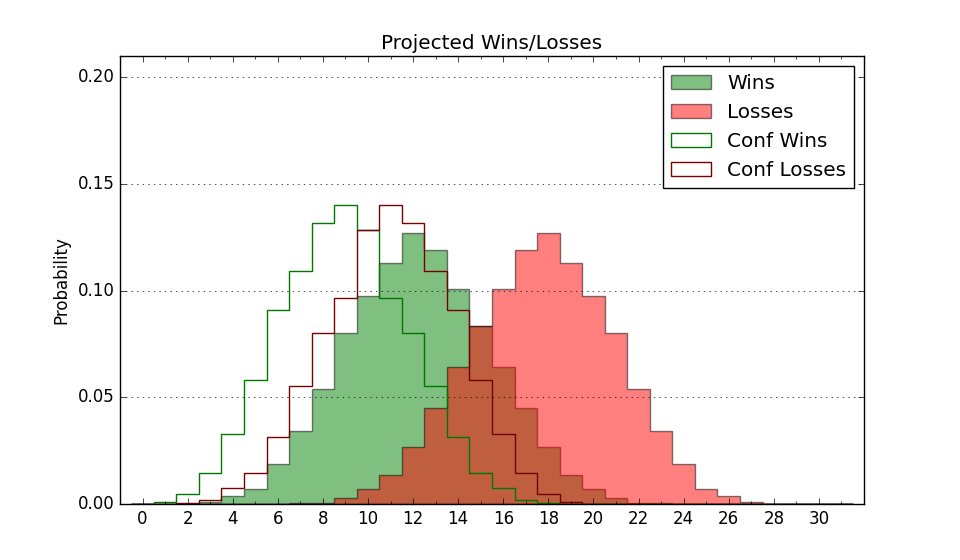 Projected Wins/Losses
Wins
Losses
Conf Wins
Conf Losses
Probability
0.20
0.15
0.10
0.05
0.00
0 2 4 6 8 10 12 14 16 18 20 22 24 26 28 30